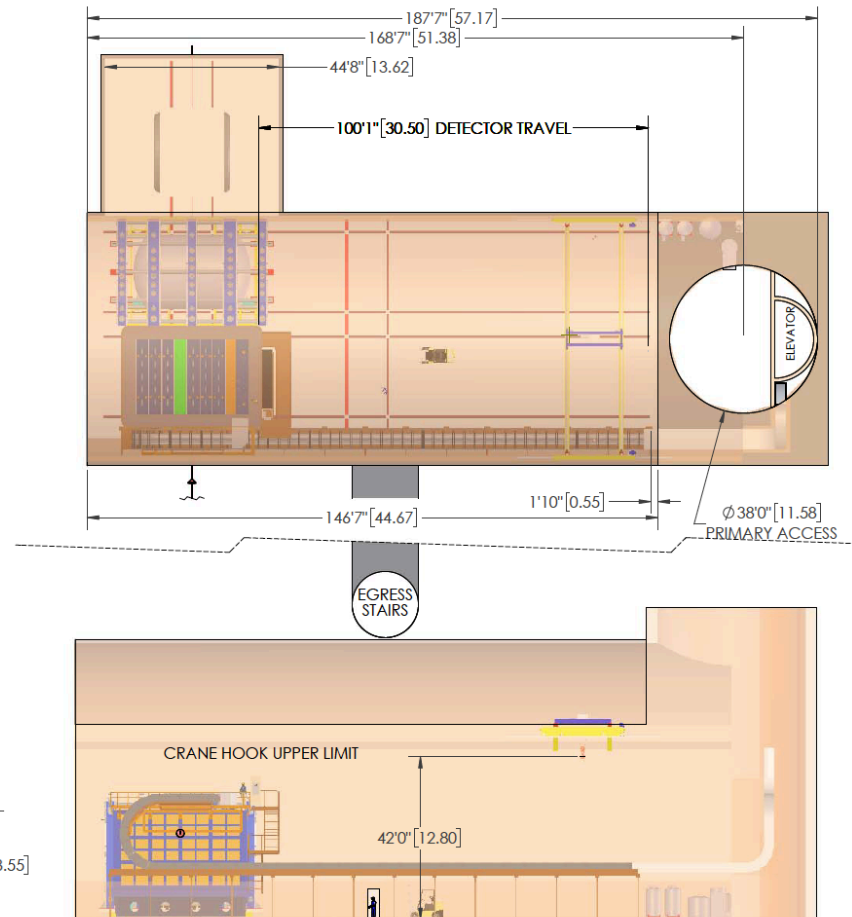 187'7" [57.17]
168'7" [51.38]
44'8" [13.62]
100'1" [30.50] DETECTOR TRAVEL
ELEVATOR
1'10" [0.55]
146'7" [44.67]
Ø 38'0" [11.58]
PRIMARY ACCESS
EGRESS
STAIRS
CRANE HOOK UPPER LIMIT
42'0" [12.80]
.55]